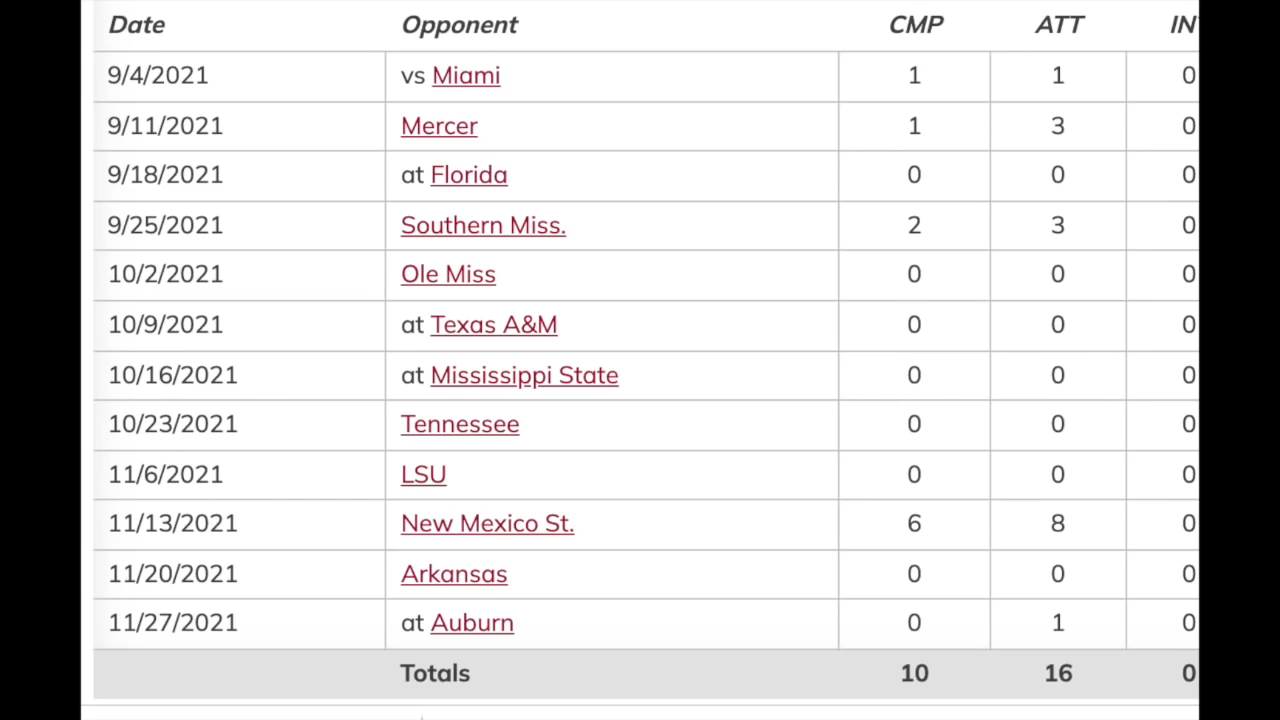 Date Opponent CMP ATT IN
9/4/2021 vs Miami 1 1 0
9/11/2021 Mercer 1 3 0
9/18/2021 at Florida 0 0 0
9/25/2021 Southern Miss. 2 3 0
10/2/2021 Ole Miss 0 0 0
10/9/2021 at Texas A&M 0 0 0
10/16/2021 at Mississippi State 0 0 0
10/23/2021 Tennessee 0 0 0
11/6/2021 LSU 0 0 0
11/13/2021 New Mexico St. 6 8 0
11/20/2021 Arkansas 0 0 0
11/27/2021 at Auburn 0 1 0
Totals 10 16 0